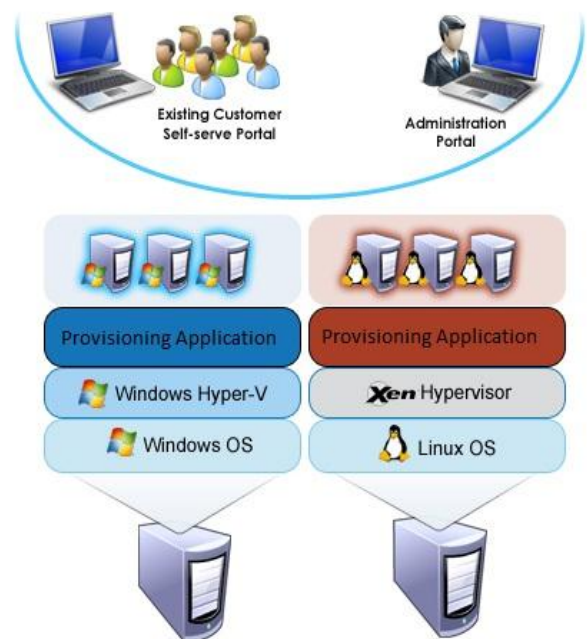 Existing Customer
Self-serve Portal
Administration
Portal
Provisioning Application
Provisioning Application
Windows Hyper-V
Xen Hypervisor
Windows OS
Linux OS